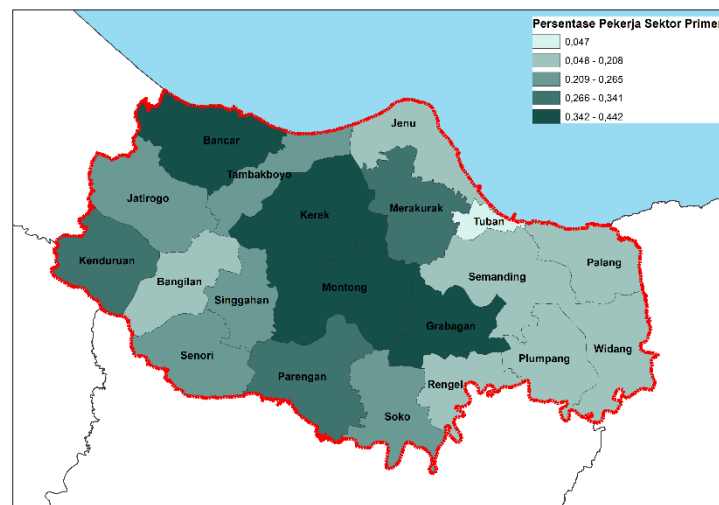 Persentase Pekerja Sektor Primer
0,047
0,048 - 0,208
0.209 - 0,265
0,266 - 0,341
0.342 - 0,442
Jenu
Bancar
Tambakboyo
Jatirogo
Kerek
Merakurak
Tuban
Kenduruan
Palang
Bangilan
Semanding
Singgahan
Montong
Grabagan
Widang
Senori
Plumpang
Parengan
Rengel
Soko